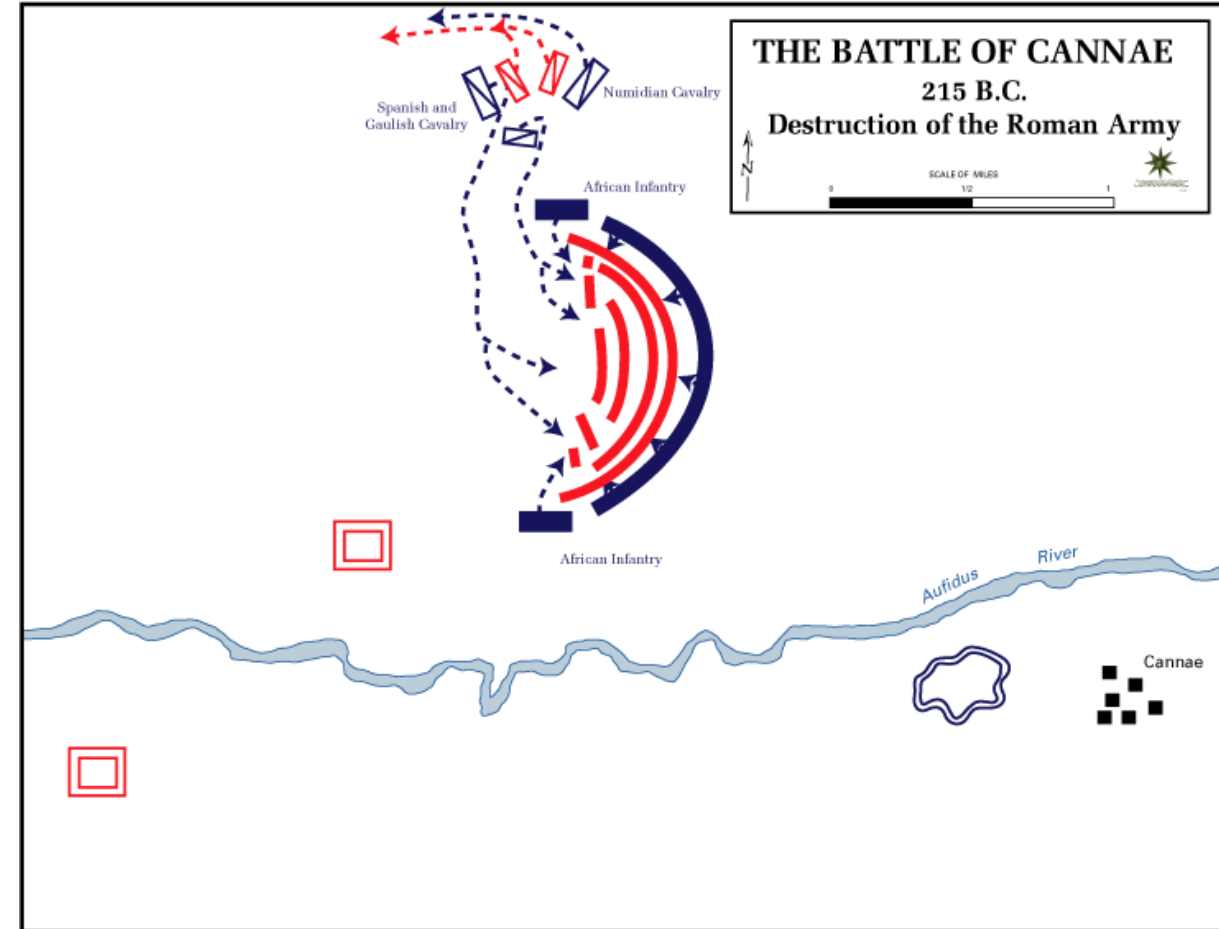 THE BATTLE OF CANNAE
215 B.C.
Destruction of the Roman Army
N
SCALE OF MILES
0 1/2 1
Spanish and
Gaulish Cavalry
Numidian Cavalry
African Infantry
African Infantry
Aufidus River
Cannae